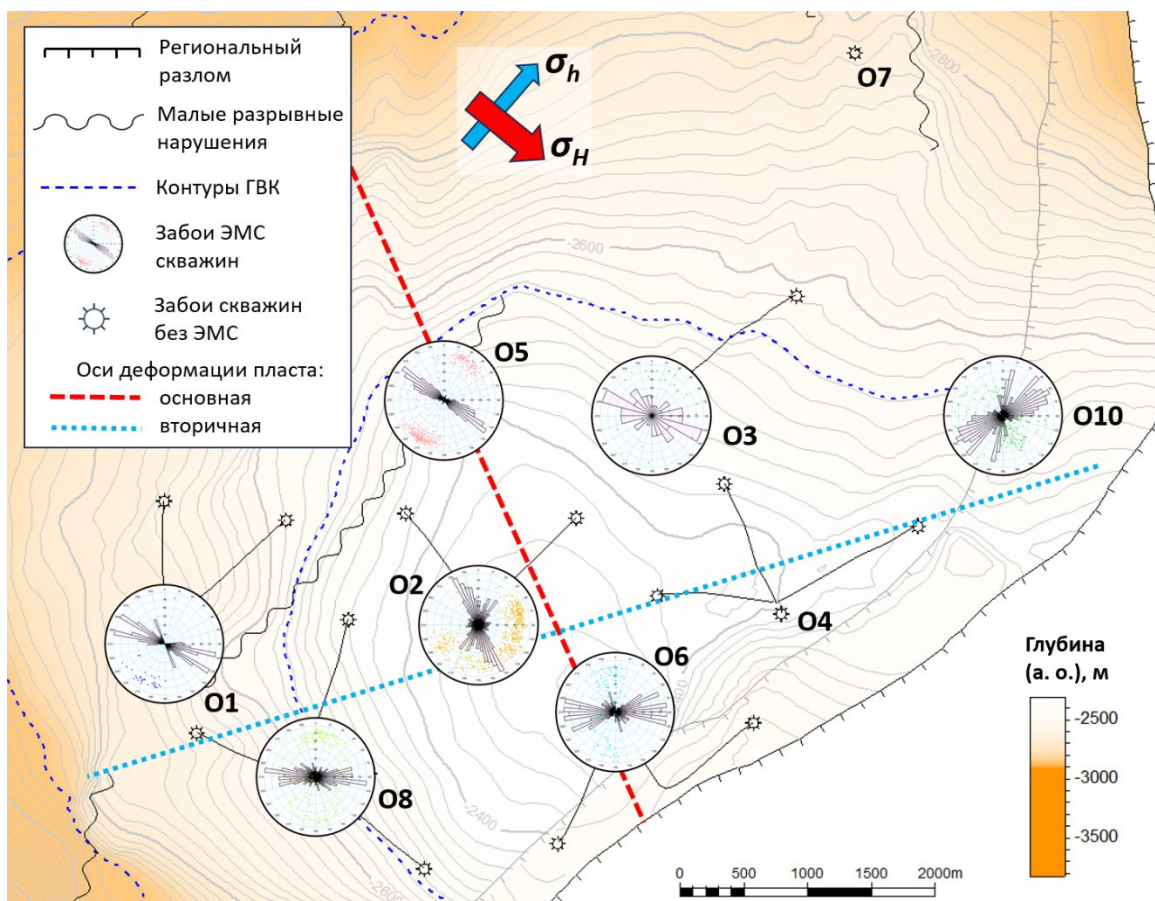 Региональный
разлом
Малые разрывные
нарушения
Контуры ГВК
Забои ЭМС
скважин
Забои скважин
без ЭМС
Оси деформации пласта:
основная
вторичная
σh
σH
O7
-2800
-2600
O5
O3
O10
O2
O4
O6
O1
O8
-2400
-2600
Глубина
(а. о.), м
-2500
-3000
-3500
0 500 1000 1500 2000m